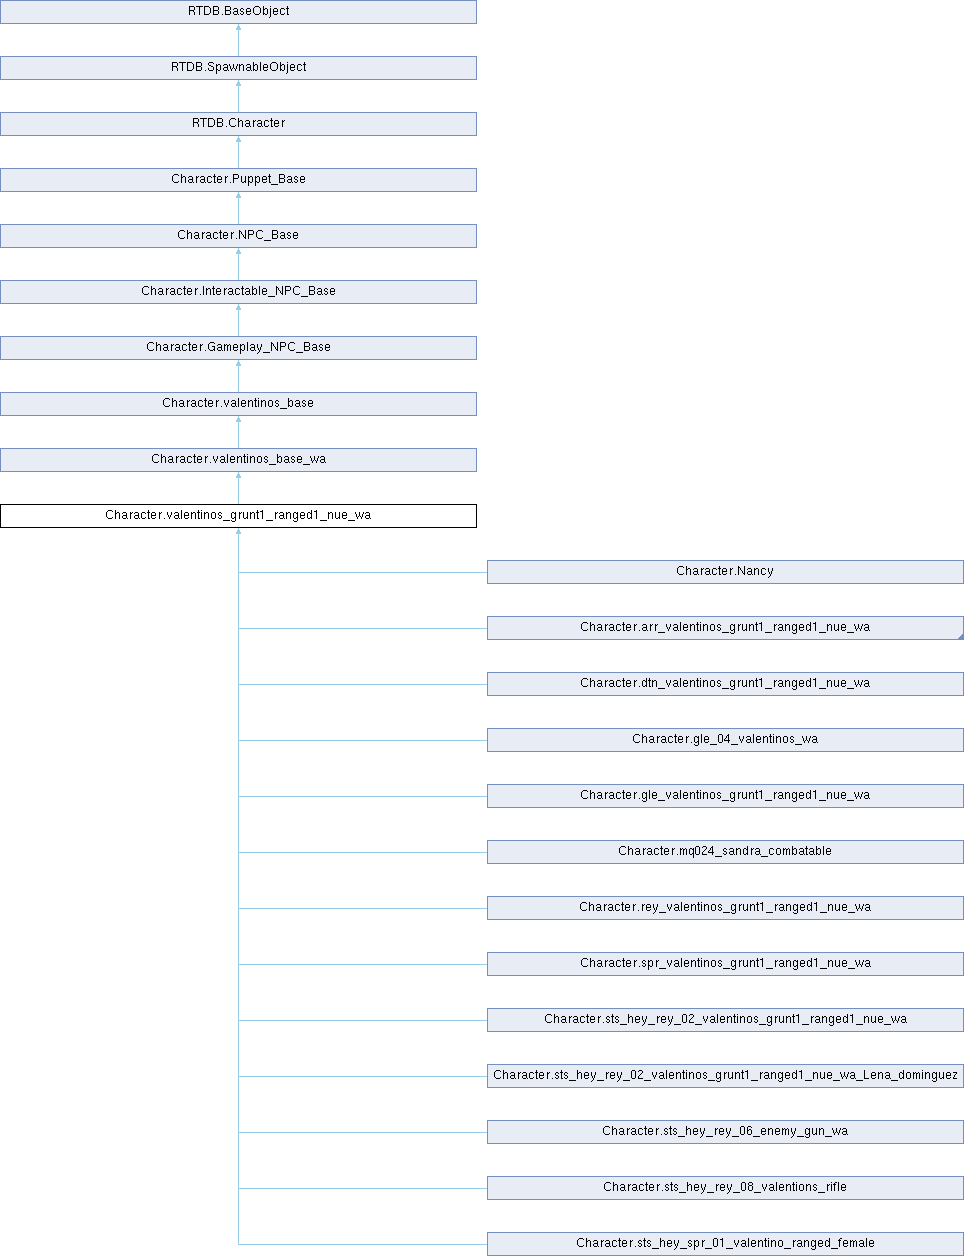 RTDB.BaseObject
RTDB.SpawnableObject
RTDB.Character
Character.Puppet_Base
Character.NPC_Base
Character.Interactable_NPC_Base
Character.Gameplay_NPC_Base
Character.valentinos_base
Character.valentinos_base_wa
Character.valentinos_grunt1_ranged1_nue_wa
Character.Nancy
Character.arr_valentinos_grunt1_ranged1_nue_wa
Character.dtn_valentinos_grunt1_ranged1_nue_wa
Character.gle_04_valentinos_wa
Character.gle_valentinos_grunt1_ranged1_nue_wa
Character.mq024_sandra_combatable
Character.rey_valentinos_grunt1_ranged1_nue_wa
Character.spr_valentinos_grunt1_ranged1_nue_wa
Character.sts_hey_rey_02_valentinos_grunt1_ranged1_nue_wa
Character.sts_hey_rey_02_valentinos_grunt1_ranged1_nue_wa_Lena_dominguez
Character.sts_hey_rey_06_enemy_gun_wa
Character.sts_hey_rey_08_valentions_rifle
Character.sts_hey_spr_01_valentino_ranged_female